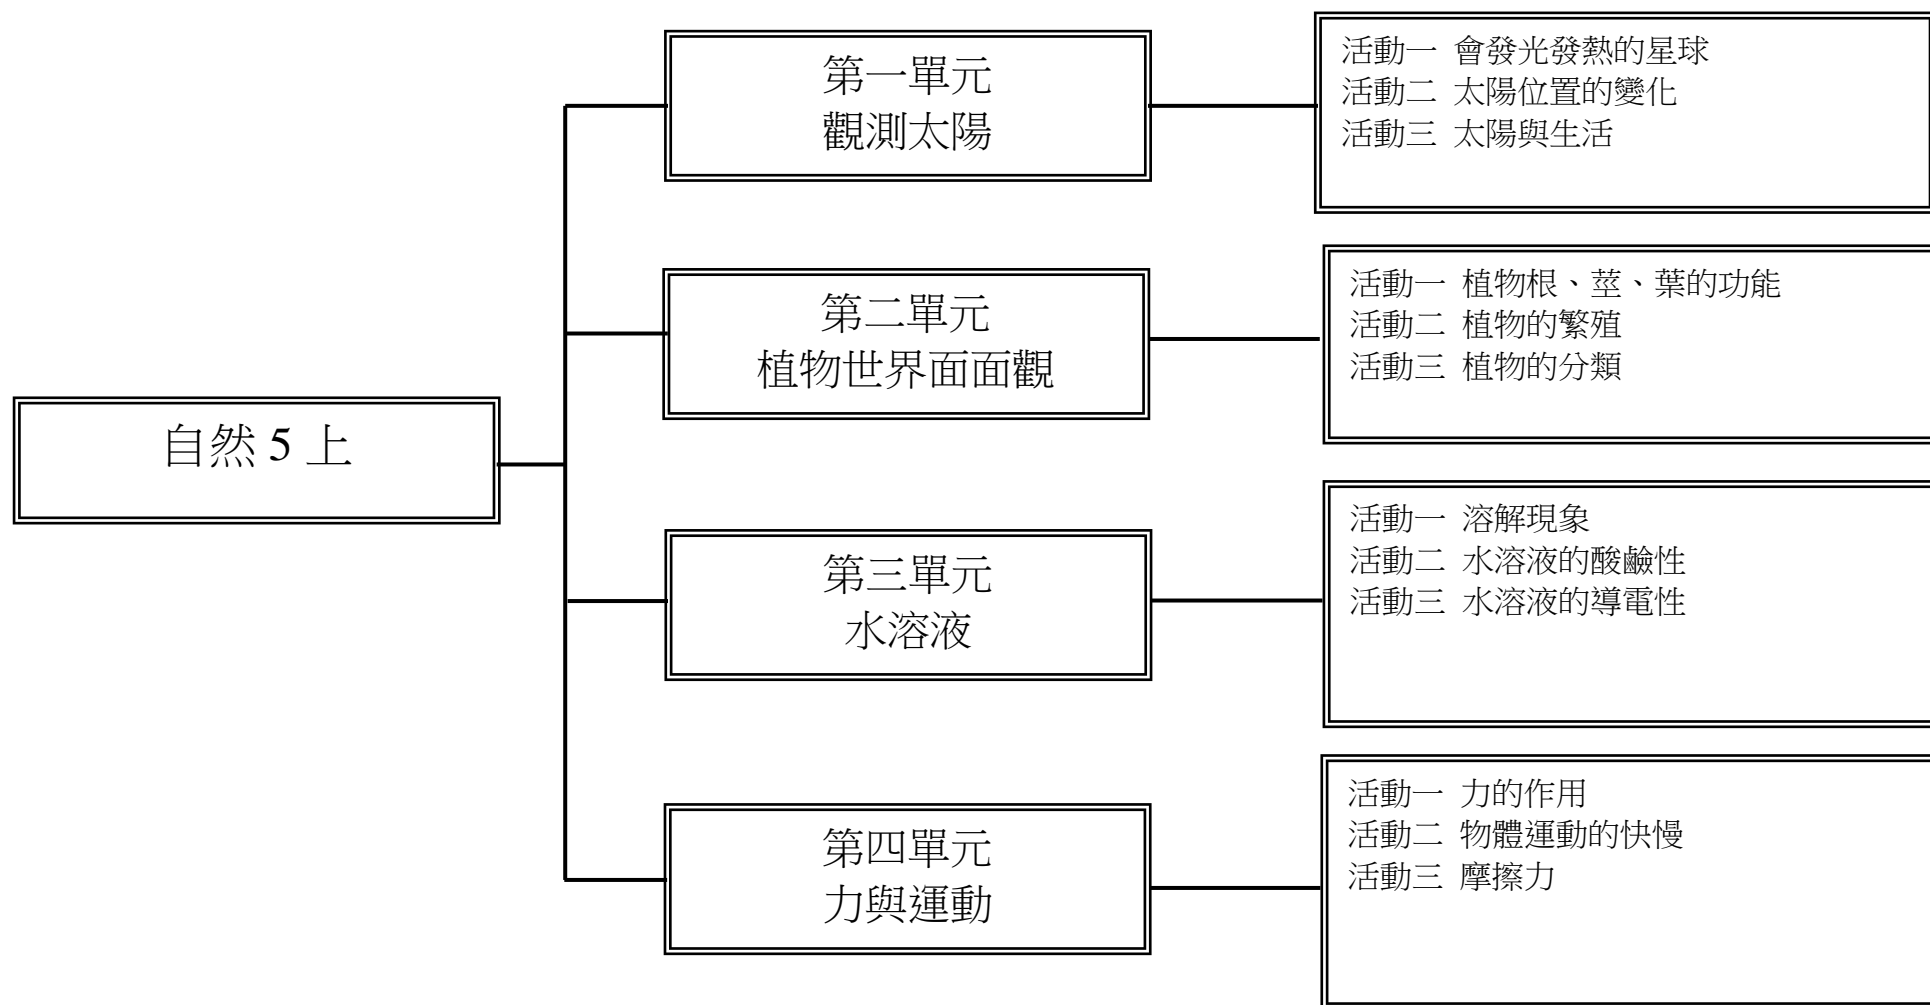 自然 5 上
第一單元
觀測太陽
活動一 會發光發熱的星球
活動二 太陽位置的變化
活動三 太陽與生活
第二單元
植物世界面面觀
活動一 植物根、莖、葉的功能
活動二 植物的繁殖
活動三 植物的分類
第三單元
水溶液
活動一 溶解現象
活動二 水溶液的酸鹼性
活動三 水溶液的導電性
第四單元
力與運動
活動一 力的作用
活動二 物體運動的快慢
活動三 摩擦力